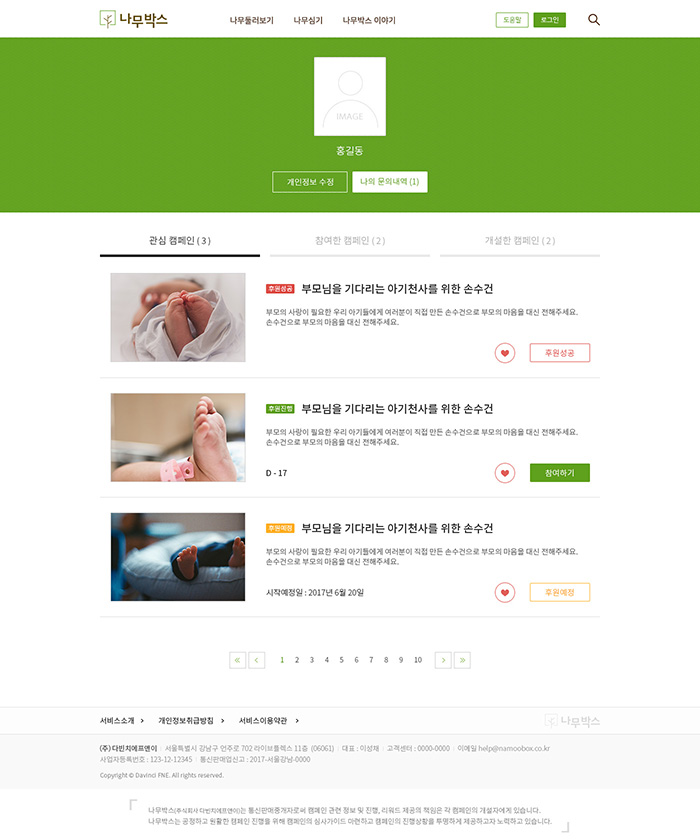 나무박스
나무둘러보기 나무심기 나무박스 이야기
도움말 로그인
IMAGE
홍길동
개인정보 수정 나의 문의내역 (1)
관심 캠페인 ( 3 ) 참여한 캠페인 ( 2 ) 개설한 캠페인 ( 2 )
후원성공 부모님을 기다리는 아기천사를 위한 손수건
부모의 사랑이 필요한 우리 아기들에게 여러분이 직접 만든 손수건으로 부모의 마음을 대신 전해주세요.
손수건으로 부모의 마음을 대신 전해주세요.
후원성공
후원진행 부모님을 기다리는 아기천사를 위한 손수건
부모의 사랑이 필요한 우리 아기들에게 여러분이 직접 만든 손수건으로 부모의 마음을 대신 전해주세요.
손수건으로 부모의 마음을 대신 전해주세요.
D - 17 참여하기
후원예정 부모님을 기다리는 아기천사를 위한 손수건
부모의 사랑이 필요한 우리 아기들에게 여러분이 직접 만든 손수건으로 부모의 마음을 대신 전해주세요.
손수건으로 부모의 마음을 대신 전해주세요.
시작예정일 : 2017년 6월 20일 후원예정
« ‹ 1 2 3 4 5 6 7 8 9 10 › »
서비스소개 › 개인정보취급방침 › 서비스이용약관 › 나무박스
(주) 다빈치에프앤이 | 서울특별시 강남구 언주로 702 라이브플렉스 11층 (06061) | 대표 : 이성채 | 고객센터 : 0000-0000 | 이메일 help@namoobox.co.kr
사업자등록번호 : 123-12-12345 | 통신판매업신고 : 2017-서울강남-0000
Copyright © Davinci FNE. All rights reserved.
나무박스(주식회사 다빈치에프앤이)는 통신판매중개자로써 캠페인 관련 정보 및 진행, 리워드 제공의 책임은 각 캠페인의 개설자에게 있습니다.
나무박스는 공정하고 원활한 캠페인 진행을 위해 캠페인의 심사가이드 마련하고 캠페인의 진행상황을 투명하게 제공하고자 노력하고 있습니다.